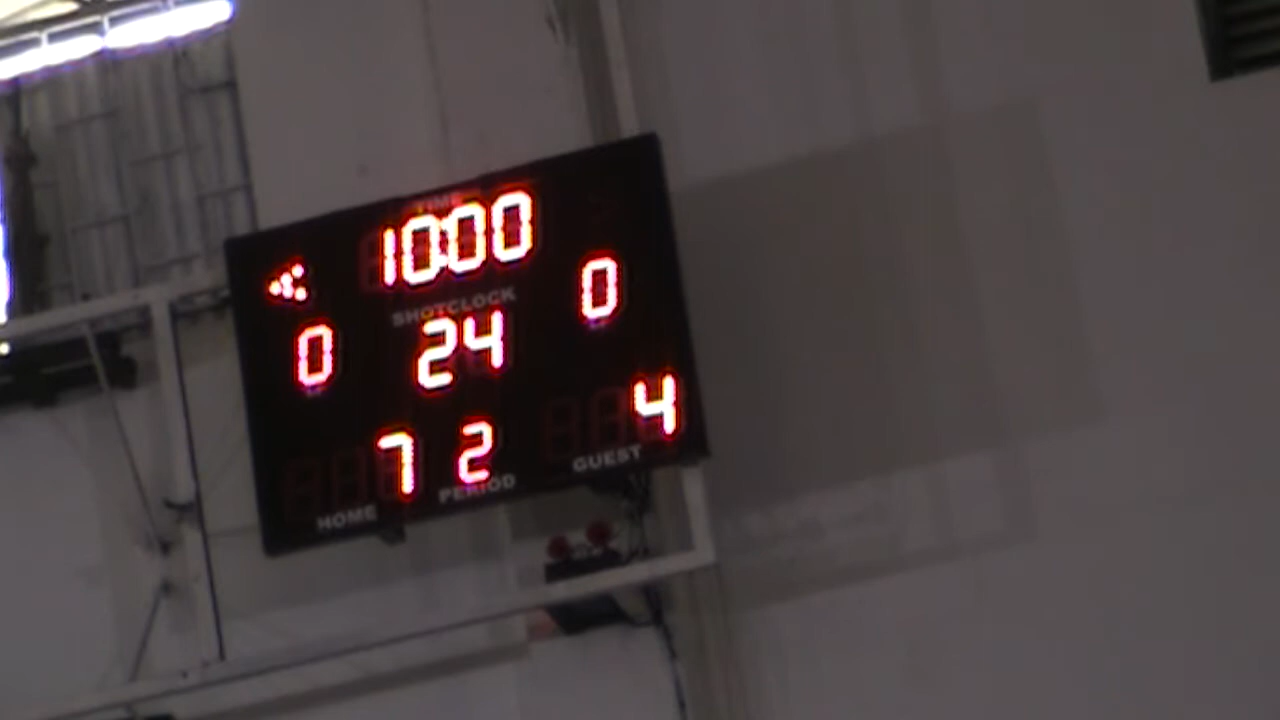 TIME
10:00
SHOTCLOCK
0 24 0
7 2 4
HOME PERIOD GUEST